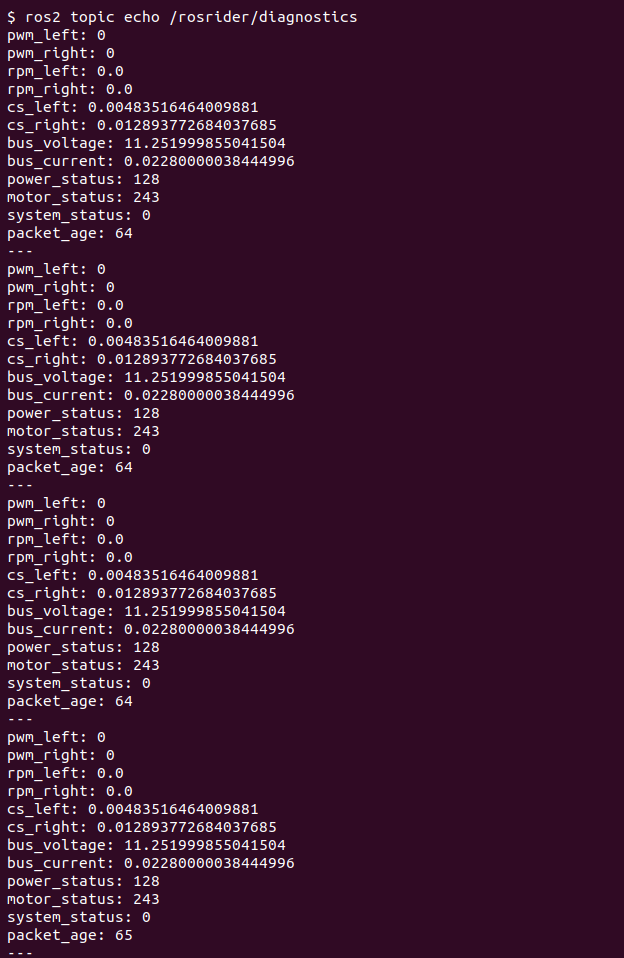 $ ros2 topic echo /rosrider/diagnostics
pwm_left: 0
pwm_right: 0
rpm_left: 0.0
rpm_right: 0.0
cs_left: 0.00483516464009881
cs_right: 0.012893772684037685
bus_voltage: 11.251999855041504
bus_current: 0.02280000038444996
power_status: 128
motor_status: 243
system_status: 0
packet_age: 64
---
pwm_left: 0
pwm_right: 0
rpm_left: 0.0
rpm_right: 0.0
cs_left: 0.00483516464009881
cs_right: 0.012893772684037685
bus_voltage: 11.251999855041504
bus_current: 0.02280000038444996
power_status: 128
motor_status: 243
system_status: 0
packet_age: 64
---
pwm_left: 0
pwm_right: 0
rpm_left: 0.0
rpm_right: 0.0
cs_left: 0.00483516464009881
cs_right: 0.012893772684037685
bus_voltage: 11.251999855041504
bus_current: 0.02280000038444996
power_status: 128
motor_status: 243
system_status: 0
packet_age: 64
---
pwm_left: 0
pwm_right: 0
rpm_left: 0.0
rpm_right: 0.0
cs_left: 0.00483516464009881
cs_right: 0.012893772684037685
bus_voltage: 11.251999855041504
bus_current: 0.02280000038444996
power_status: 128
motor_status: 243
system_status: 0
packet_age: 65
---